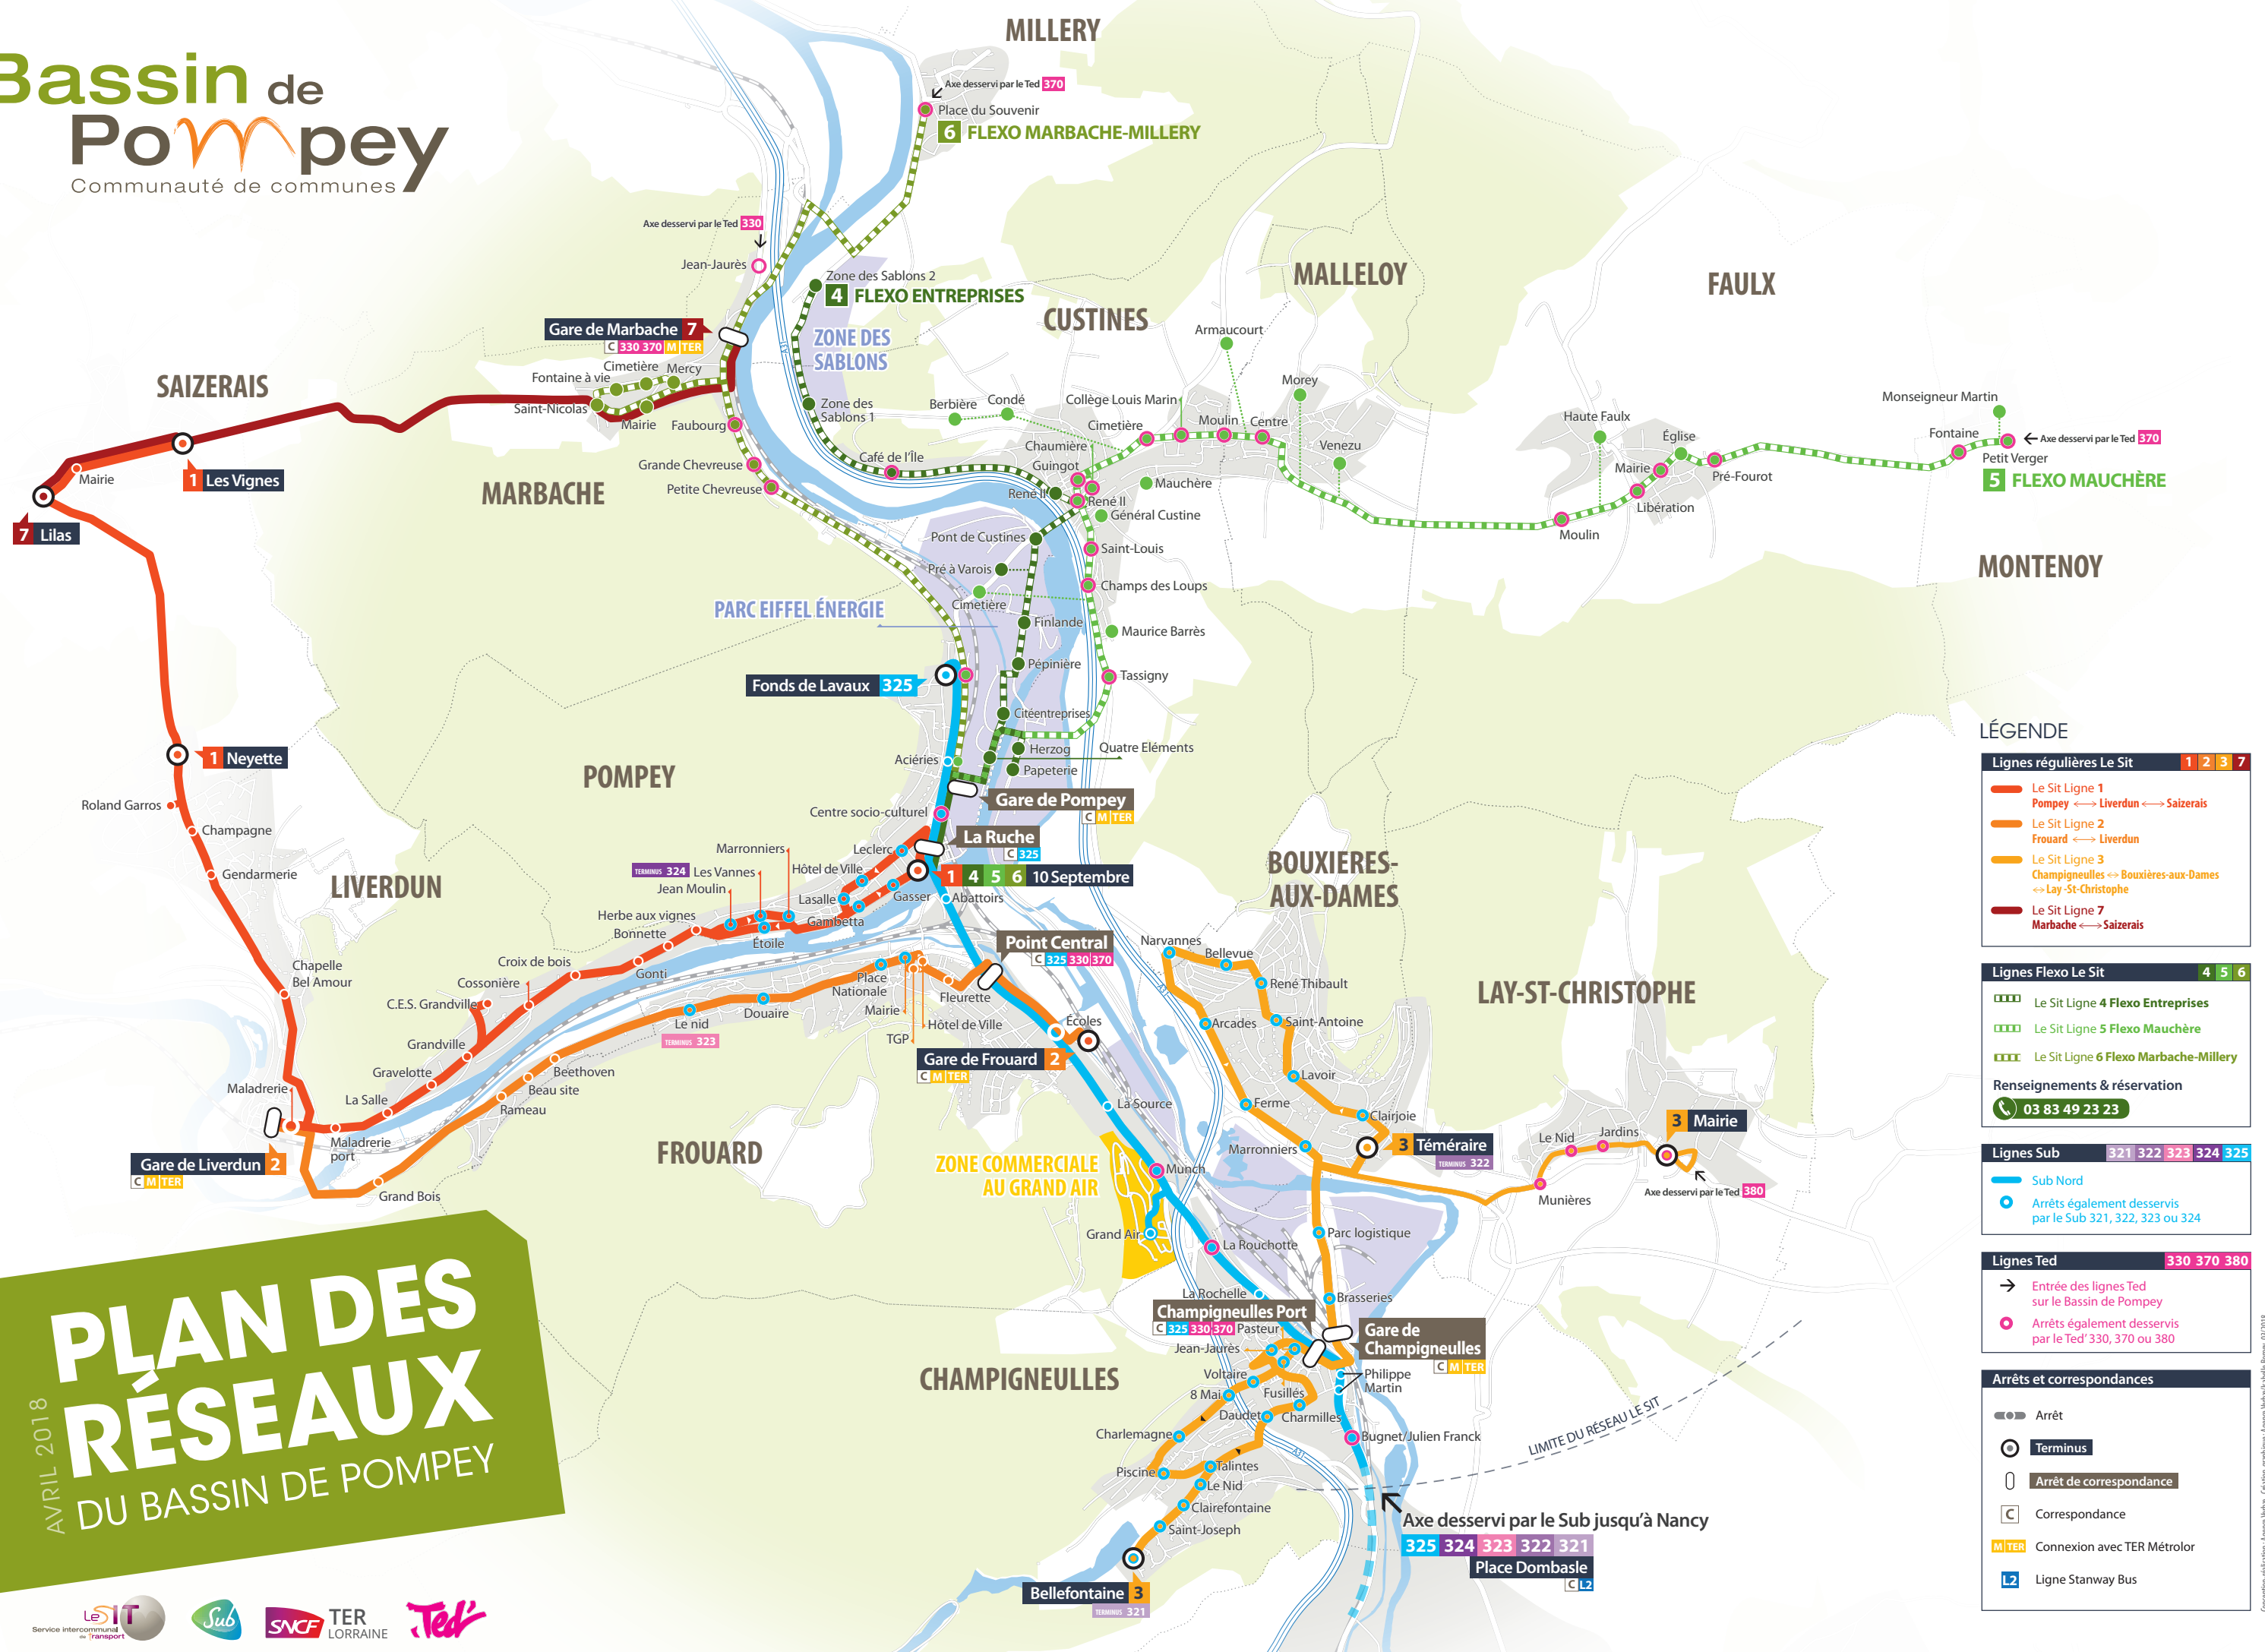 Bassin de
Pompey
Communauté de communes
MILLERY
Axe desservi par le Ted 370
Place du Souvenir
6 FLEXO MARBACHE-MILLERY
Axe desservi par le Ted 330
Jean-Jaurès
Zone des Sablons 2
4 FLEXO ENTREPRISES
ZONE DES
SABLONS
Zone des
Sablons 1
CUSTINES
MALLELOY
FAULX
MONTENOY
Gare de Marbache 7
C 330 370 M TER
Fontaine à vie
Cimetière
Mercy
Saint-Nicolas
Mairie
Faubourg
Grande Chevreuse
Petite Chevreuse
SAIZERAIS
MARBACHE
Mairie
1 Les Vignes
7 Lilas
Café de l'Île
Berbière
Condé
Collège Louis Marin
Cimetière
Chaumière
Guingot
René II
René II
Mauchère
Général Custine
Armaucourt
Moulin
Centre
Morey
Venezu
Haute Faulx
Église
Mairie
Libération
Moulin
Pré-Fourot
Monseigneur Martin
Fontaine
Axe desservi par le Ted 370
Petit Verger
5 FLEXO MAUCHÈRE
Pont de Custines
Saint-Louis
Pré à Varois
Champs des Loups
Cimetière
PARC EIFFEL ÉNERGIE
Finlande
Maurice Barrès
Pépinière
Tassigny
Fonds de Lavaux 325
Citéentreprises
Herzog
Quatre Eléments
Papeterie
Aciéries
Gare de Pompey
C M TER
Centre socio-culturel
La Ruche
C 325
1 4 5 6 10 Septembre
Abattoirs
POMPEY
1 Neyette
Roland Garros
Champagne
Gendarmerie
LIVERDUN
Chapelle
Bel Amour
Marronniers
Leclerc
TERMINUS 324
Les Vannes
Hôtel de Ville
Jean Moulin
Lasalle
Gasser
Gambetta
Herbe aux vignes
Bonnette
Étoile
Croix de bois
Gonti
Cossonière
C.E.S. Grandville
Grandville
Gravelotte
La Salle
Maladrerie
Maladrerie
port
Gare de Liverdun 2
C M TER
Grand Bois
Rameau
Beau site
Beethoven
Le nid
TERMINUS 323
Douaire
Place
Nationale
Mairie
TGP
Hôtel de Ville
Fleurette
Point Central
C 325 330 370
Écoles
Gare de Frouard 2
C M TER
La Source
FROUARD
ZONE COMMERCIALE
AU GRAND AIR
Munch
Grand Air
La Rouchotte
La Rochelle
BOUXIERES-
AUX-DAMES
Narvannes
Bellevue
René Thibault
Arcades
Saint-Antoine
Lavoir
Ferme
Clairjoie
Marronniers
3 Téméraire
TERMINUS 322
LAY-ST-CHRISTOPHE
Le Nid
Jardins
3 Mairie
Munières
Axe desservi par le Ted 380
Parc logistique
Brasseries
Champigneulles Port
C 325 330 370
Pasteur
Gare de
Champigneulles
C M TER
Jean-Jaurès
Voltaire
Philippe
Martin
8 Mai
Fusillés
Daudet
Charmilles
Charlemagne
Bugnet/Julien Franck
Piscine
Talintes
Le Nid
Clairefontaine
Saint-Joseph
Bellefontaine 3
TERMINUS 321
CHAMPIGNEULLES
A31
LIMITE DU RÉSEAU LE SIT
Axe desservi par le Sub jusqu'à Nancy
325 324 323 322 321
Place Dombasle
C L2
LÉGENDE
Lignes régulières Le Sit 1 2 3 7
Le Sit Ligne 1
Pompey Liverdun Saizerais
Le Sit Ligne 2
Frouard Liverdun
Le Sit Ligne 3
Champigneulles Bouxières-aux-Dames
Lay -St-Christophe
Le Sit Ligne 7
Marbache Saizerais
Lignes Flexo Le Sit 4 5 6
Le Sit Ligne 4 Flexo Entreprises
Le Sit Ligne 5 Flexo Mauchère
Le Sit Ligne 6 Flexo Marbache-Millery
Renseignements & réservation
03 83 49 23 23
Lignes Sub 321 322 323 324 325
Sub Nord
Arrêts également desservis
par le Sub 321, 322, 323 ou 324
Lignes Ted 330 370 380
Entrée des lignes Ted
sur le Bassin de Pompey
Arrêts également desservis
par le Ted' 330, 370 ou 380
Arrêts et correspondances
Arrêt
Terminus
Arrêt de correspondance
C Correspondance
M TER Connexion avec TER Métrolor
L2 Ligne Stanway Bus
AVRIL 2018
PLAN DES
RÉSEAUX
DU BASSIN DE POMPEY
Le SIT
Service intercommunal
de Transport
Sub
SNCF
TER
LORRAINE
Ted'